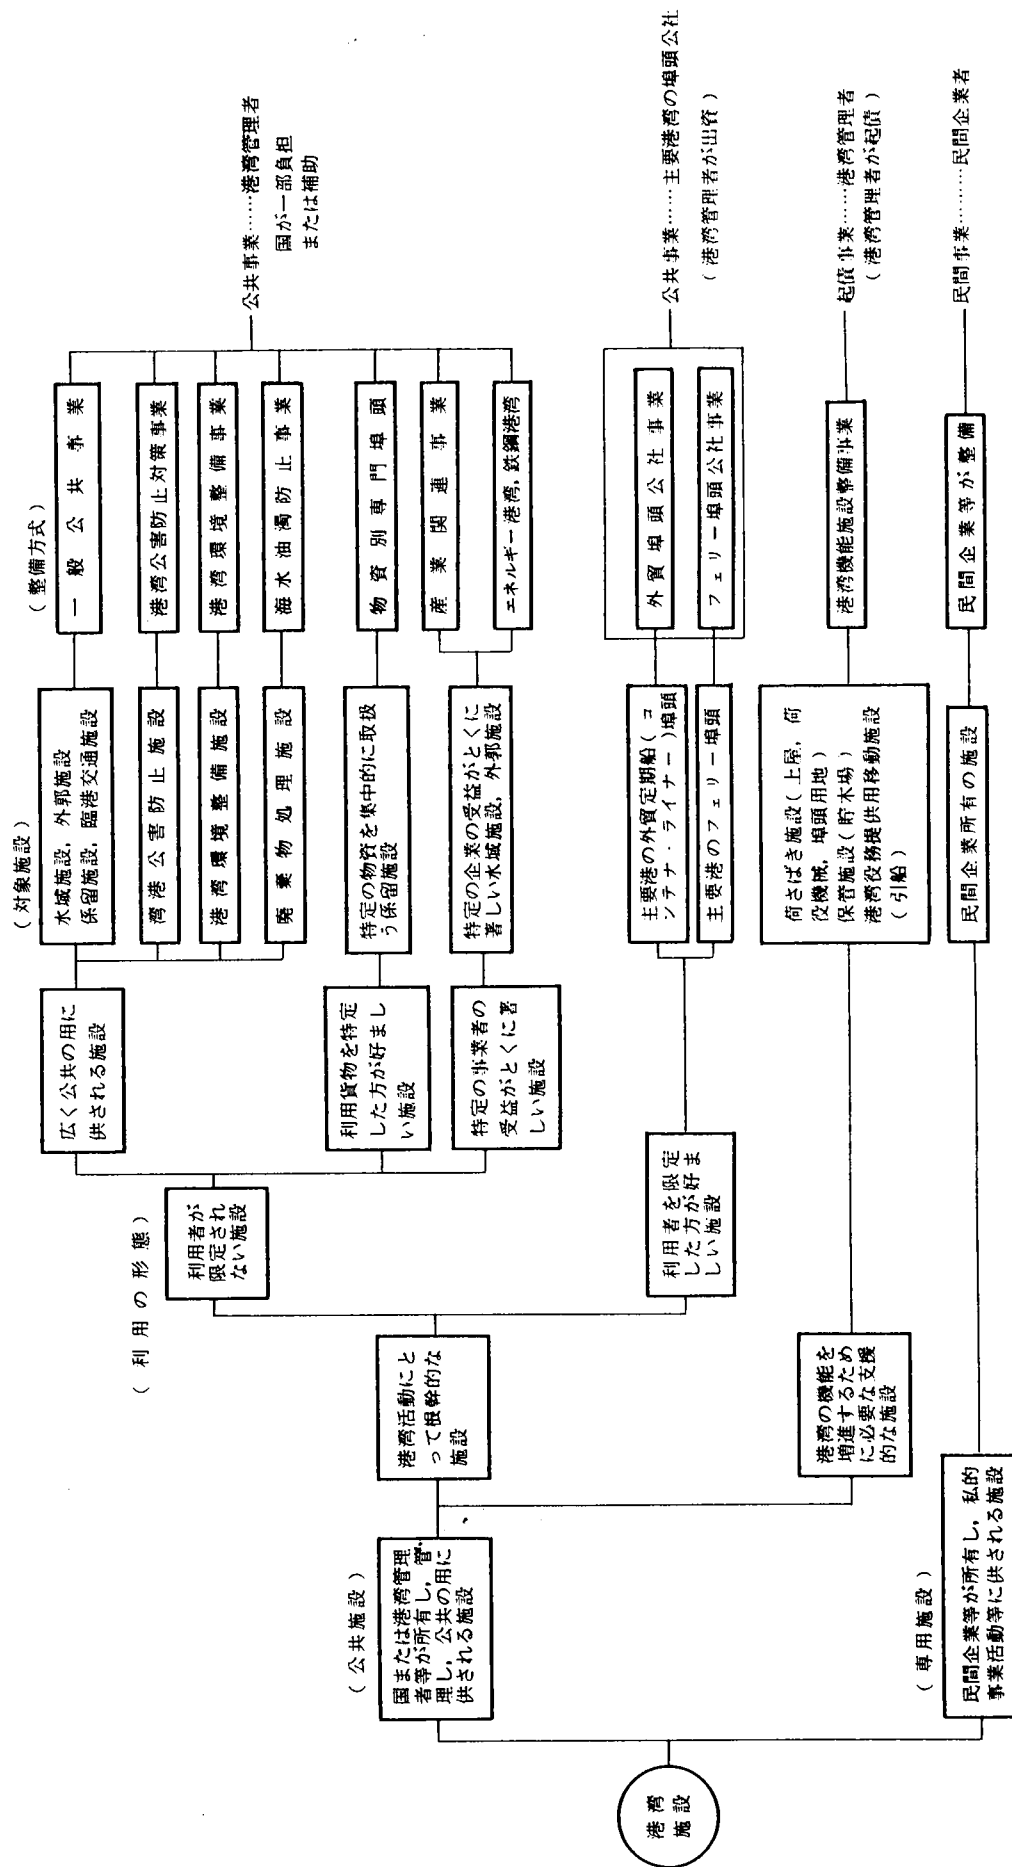 港湾
施設
(公共施設)
国または港湾管理
者等が所有し,管
理し,公共の用に
供される施設
(専用施設)
民間企業等が所有し,私的
事業活動等に供される施設
港湾活動にと
って根幹的な
施設
港湾の機能を
増進するため
に必要な支援
的な施設
(利用の形態)
利用者が
限定され
ない施設
利用者を限定
した方が好ま
しい施設
広く公共の用に
供される施設
利用貨物を特定
した方が好まし
い施設
特定の事業者の
受益がとくに著
しい施設
(対象施設)
水域施設,外郭施設
係留施設,臨港交通施設
湾港公害防止施設
港湾環境整備施設
廃棄物処理施設
特定の物資を集中的に取扱
う係留施設
特定の企業の受益がとくに
著しい水域施設,外郭施設
主要港の外貿定期船(コ
ンテナ・ライナー)埠頭
主要港のフェリー埠頭
荷さばき施設(上屋,荷
役機械,埠頭用地)
保管施設(貯木場)
港湾役務提供用移動施設
(引船)
民間企業所有の施設
(整備方式)
一般公共事業
港湾公害防止対策事業
港湾環境整備事業
海水油濁防止事業
物資別専門埠頭
産業関連事業
エネルギー港湾,鉄鋼港湾
外貿埠頭公社事業
フェリー埠頭公社事業
港湾機能施設整備事業
民間企業等が整備
公共事業……港湾管理者
国が一部負担
または補助
公共事業……主要港湾の埠頭公社
(港湾管理者が出資)
起債事業……港湾管理者
(港湾管理者が起債)
民間事業………民間企業者